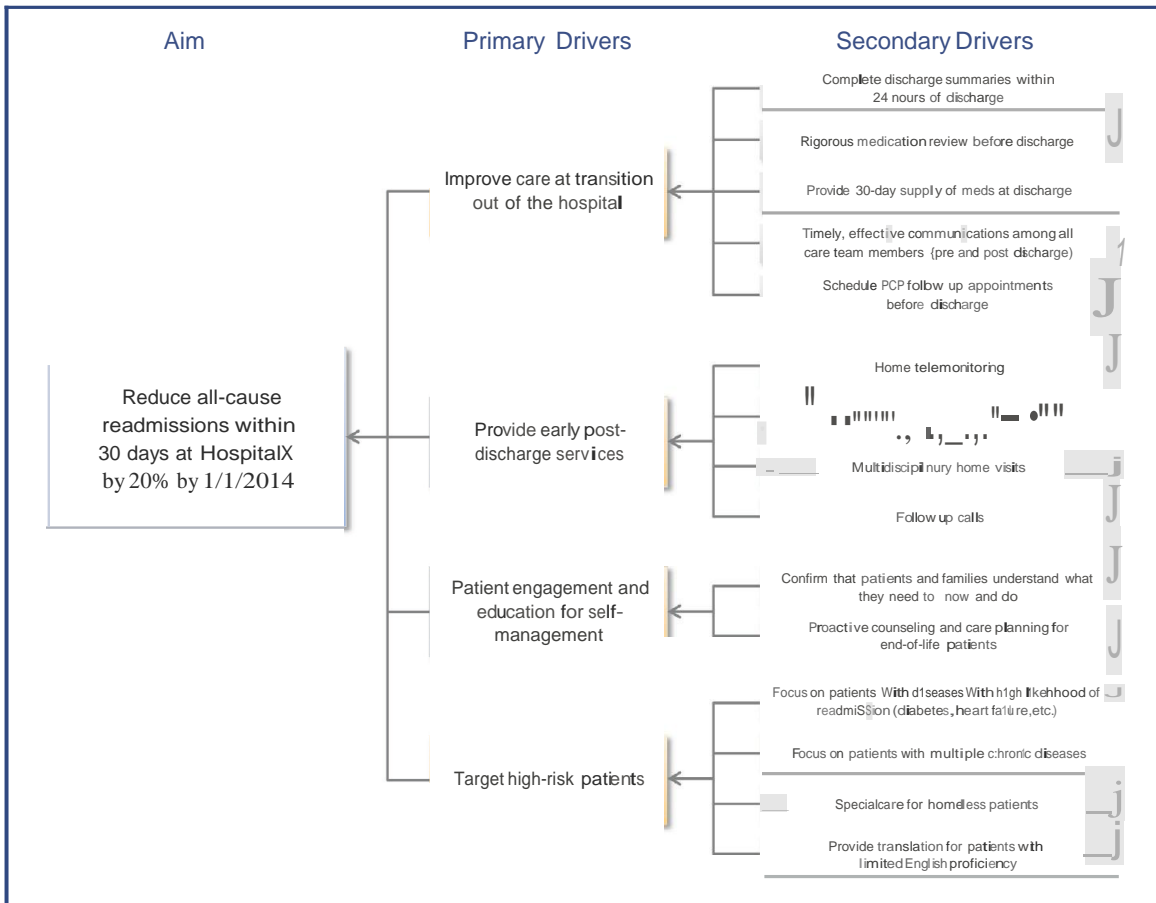 Aim
Primary Drivers
Secondary Drivers
Complete discharge summaries within
24 nours of discharge
Rigorous medication review before discharge
Improve care at transition
out of the hospital
Provide 30-day supply of meds at discharge
Timely, effective communications among all
care team members {pre and post discharge)
Schedule PCP follow up appointments
before discharge
Reduce all-cause
readmissions within
30 days at HospitalX
by 20% by 1/1/2014
Provide early post-
discharge services
Home telemonitoring
Multidiscipil nury home visits
Follow up calls
Patient engagement and
education for self-
management
Confirm that patients and families understand what
they need to now and do
Proactive counseling and care planning for
end-of-life patients
Target high-risk patients
Focus on patients With d1seases With h1gh likehhood of
readmiSSion (diabetes, heart fa1lure,etc.)
Focus on patients with multiple c:hronic diseases
Specialcare for homeless patients
Provide translation for patients with
limited English proficiency